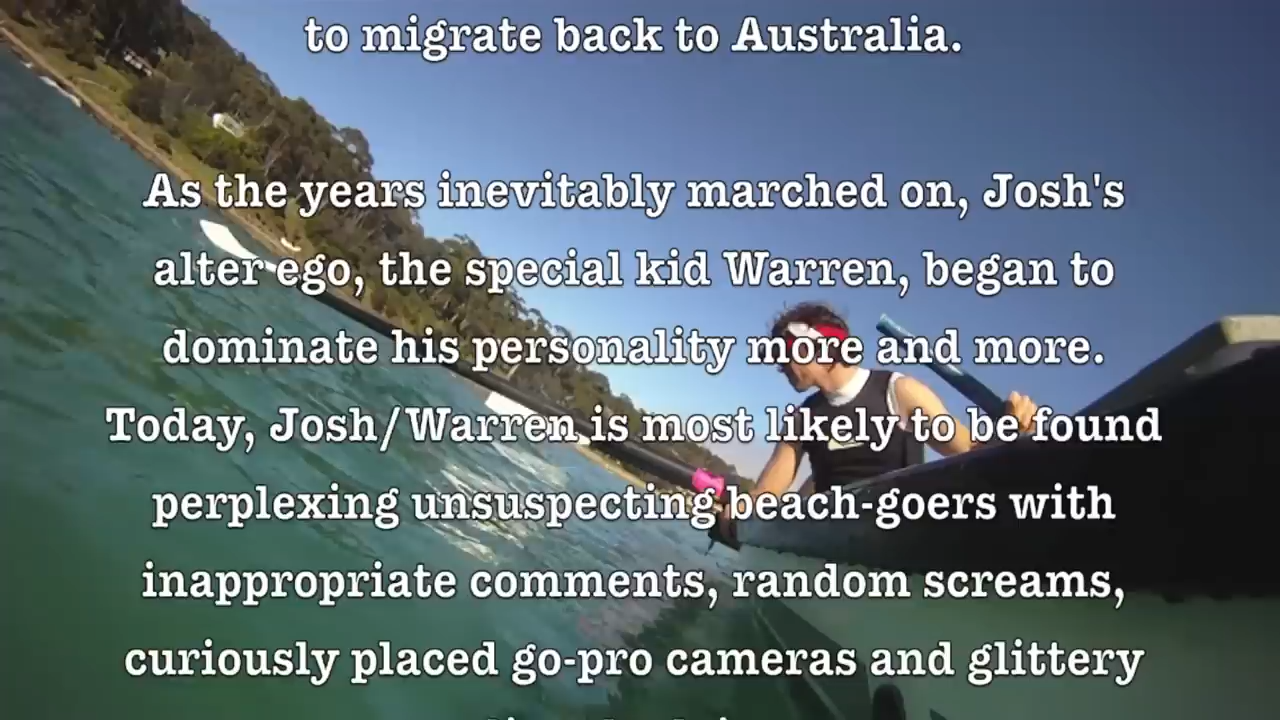 to migrate back to Australia.
As the years inevitably marched on, Josh's
alter ego, the special kid Warren, began to
dominate his personality more and more.
Today, Josh/Warren is most likely to be found
perplexing unsuspecting beach-goers with
inappropriate comments, random screams,
curiously placed go-pro cameras and glittery